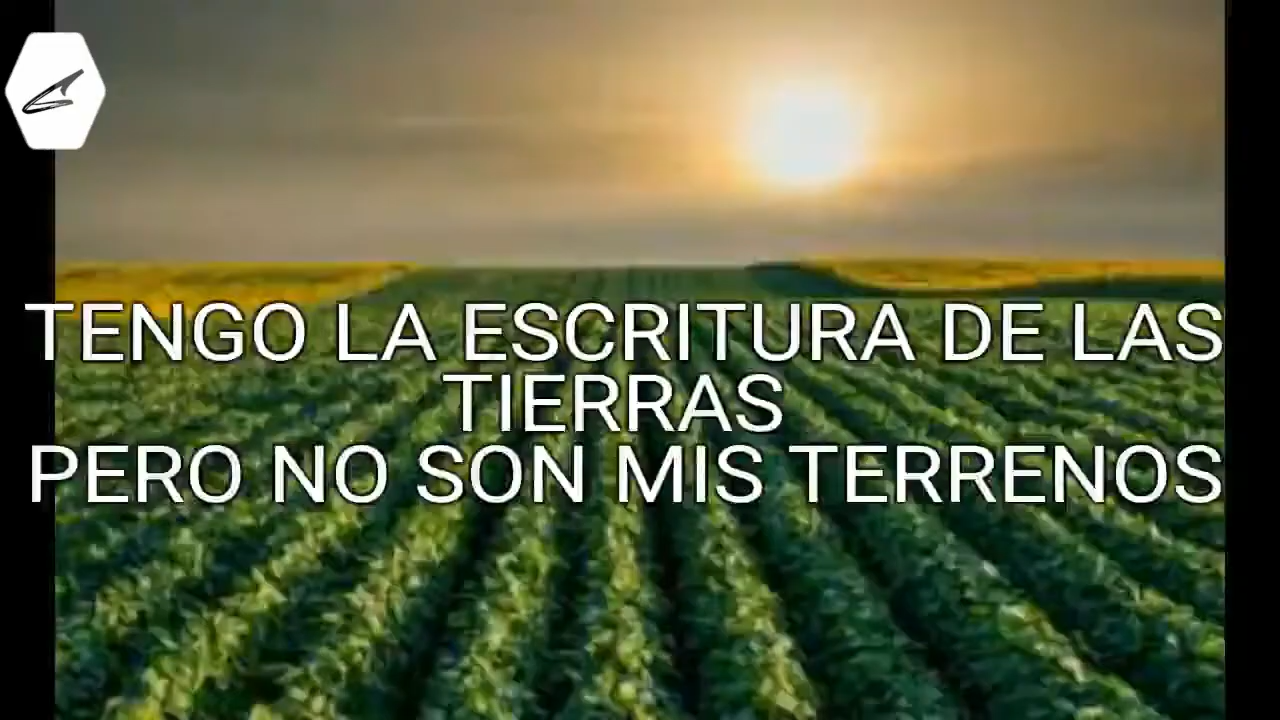 TENGO LA ESCRITURA DE LAS
TIERRAS
PERO NO SON MIS TERRENOS